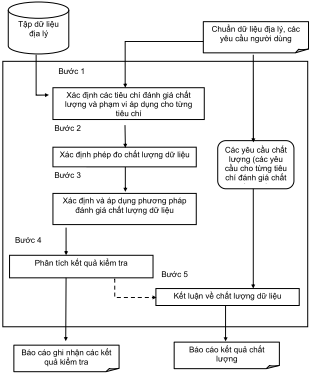 Tập dữ liệu
địa lý
Chuẩn dữ liệu địa lý, các
yêu cầu người dùng
Bước 1
Xác định các tiêu chí đánh giá chất
lượng và phạm vi áp dụng cho từng
tiêu chí
Bước 2
Xác định phép đo chất lượng dữ liệu
Các yêu cầu chất
lượng (các yêu
cầu cho từng tiêu
chí đánh giá chất
Bước 3
Xác định và áp dụng phương pháp
đánh giá chất lượng dữ liệu
Bước 4
Phân tích kết quả kiểm tra
Bước 5
Kết luận về chất lượng dữ liệu
Báo cáo ghi nhận các kết
quả kiểm tra
Báo cáo kết quả chất
lượng